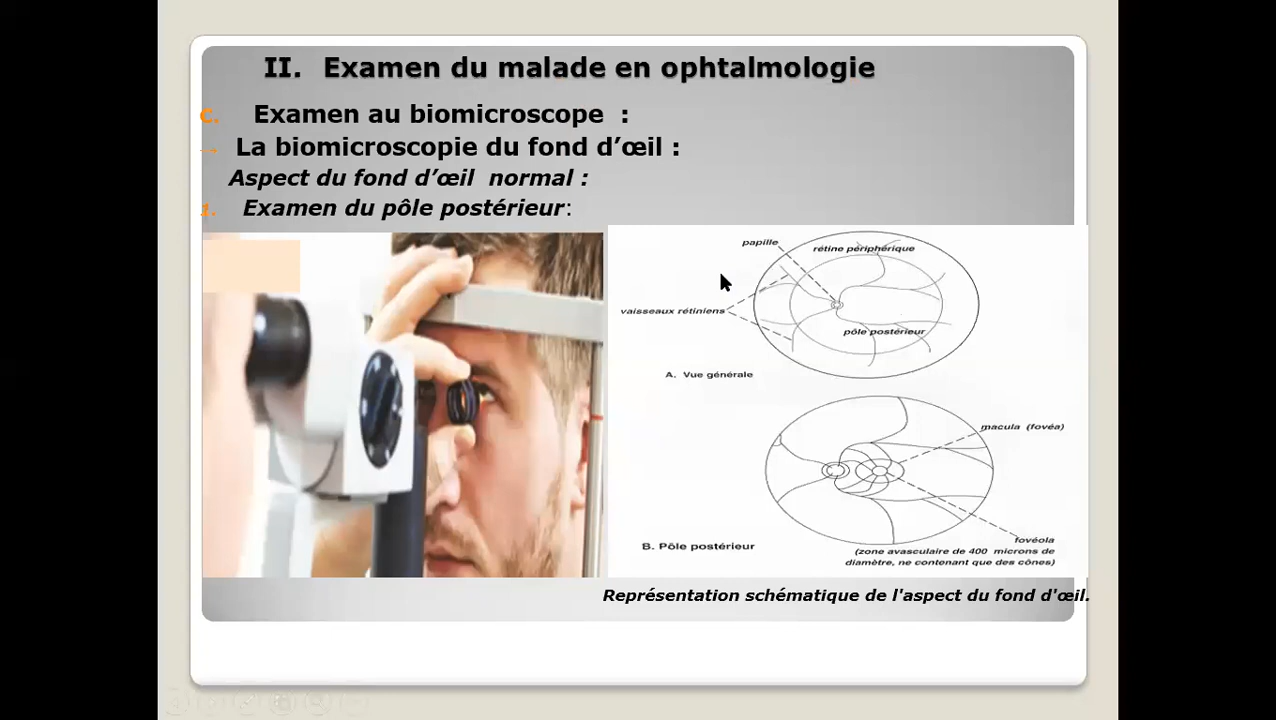 II. Examen du malade en ophtalmologie
c. Examen au biomicroscope :
→ La biomicroscopie du fond d’œil :
Aspect du fond d’œil normal :
1. Examen du pôle postérieur:
papille
rétine périphérique
vaisseaux rétiniens
pôle postérieur
A. Vue générale
macula (fovéa)
fovéola
(zone avasculaire de 400 microns de
diamètre, ne contenant que des cônes)
B. Pôle postérieur
Représentation schématique de l'aspect du fond d'œil.